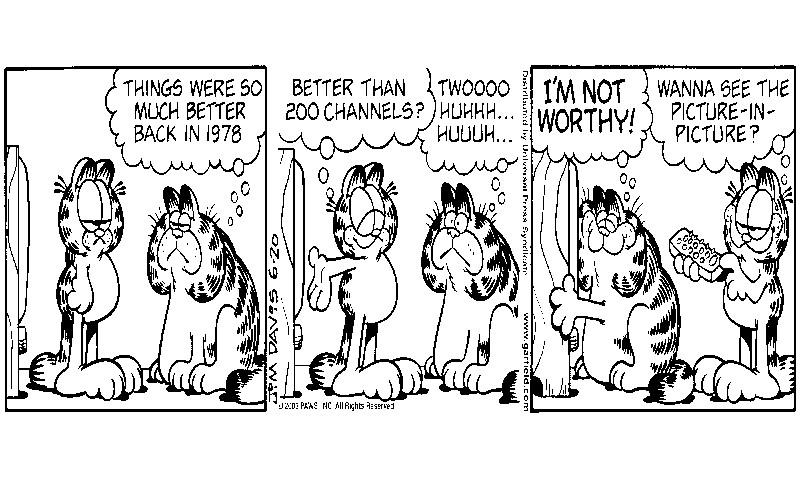 THINGS WERE SO
MUCH BETTER
BACK IN 1978
JIM DAVIS 6·20
BETTER THAN
200 CHANNELS?
TWOOOO
HUHHH...
HUUUH...
© 2003 PAWS, INC. All Rights Reserved
Distributed by Universal Press Syndicate
www.garfield.com
I'M NOT
WORTHY!
WANNA SEE THE
PICTURE-IN-
PICTURE?